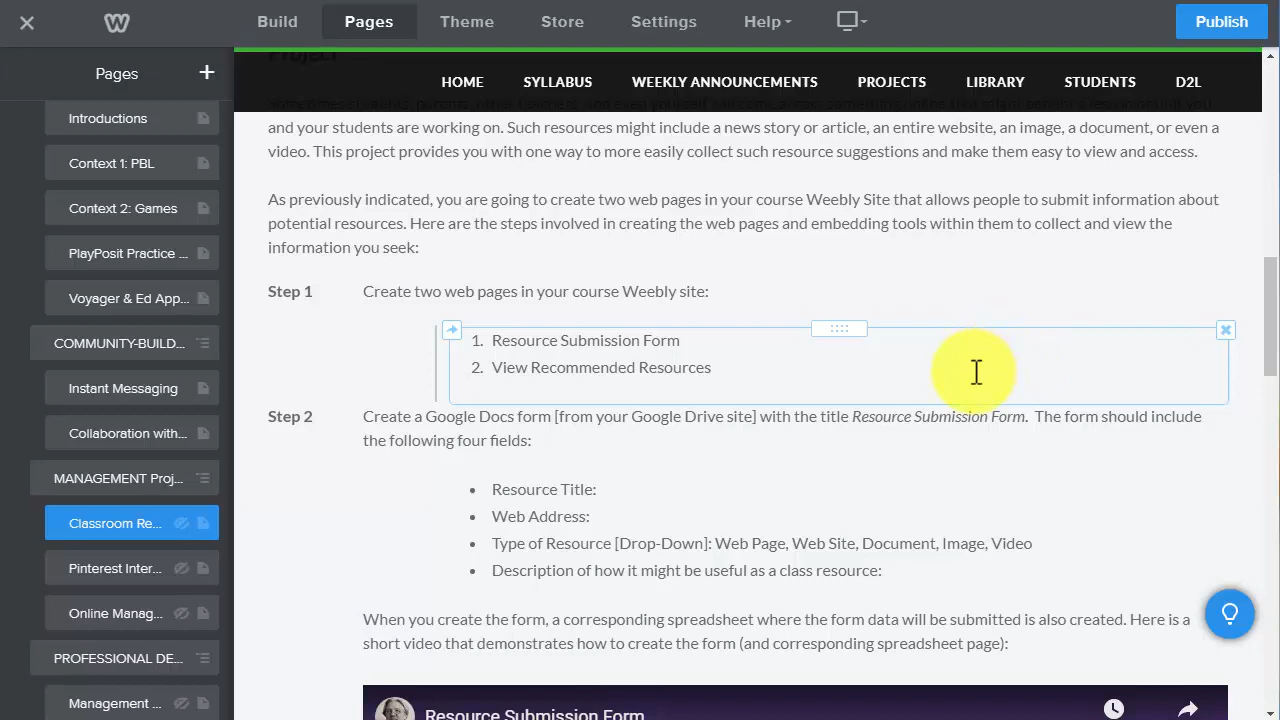 Build Pages Theme Store Settings Help Publish
Pages +
Introductions
Context 1: PBL
Context 2: Games
PlayPosit Practice ...
Voyager & Ed App...
COMMUNITY-BUILD...
Instant Messaging
Collaboration with...
MANAGEMENT Proj...
Classroom Re...
Pinterest Inter...
Online Manag...
PROFESSIONAL DE...
Management ...
Project
HOME SYLLABUS WEEKLY ANNOUNCEMENTS PROJECTS LIBRARY STUDENTS D2L
and your students are working on. Such resources might include a news story or article, an entire website, an image, a document, or even a
video. This project provides you with one way to more easily collect such resource suggestions and make them easy to view and access.
As previously indicated, you are going to create two web pages in your course Weebly Site that allows people to submit information about
potential resources. Here are the steps involved in creating the web pages and embedding tools within them to collect and view the
information you seek:
Step 1 Create two web pages in your course Weebly site:
1. Resource Submission Form
2. View Recommended Resources
Step 2 Create a Google Docs form [from your Google Drive site] with the title Resource Submission Form. The form should include
the following four fields:
• Resource Title:
• Web Address:
• Type of Resource [Drop-Down]: Web Page, Web Site, Document, Image, Video
• Description of how it might be useful as a class resource:
When you create the form, a corresponding spreadsheet where the form data will be submitted is also created. Here is a
short video that demonstrates how to create the form (and corresponding spreadsheet page):
Resource Submission Form